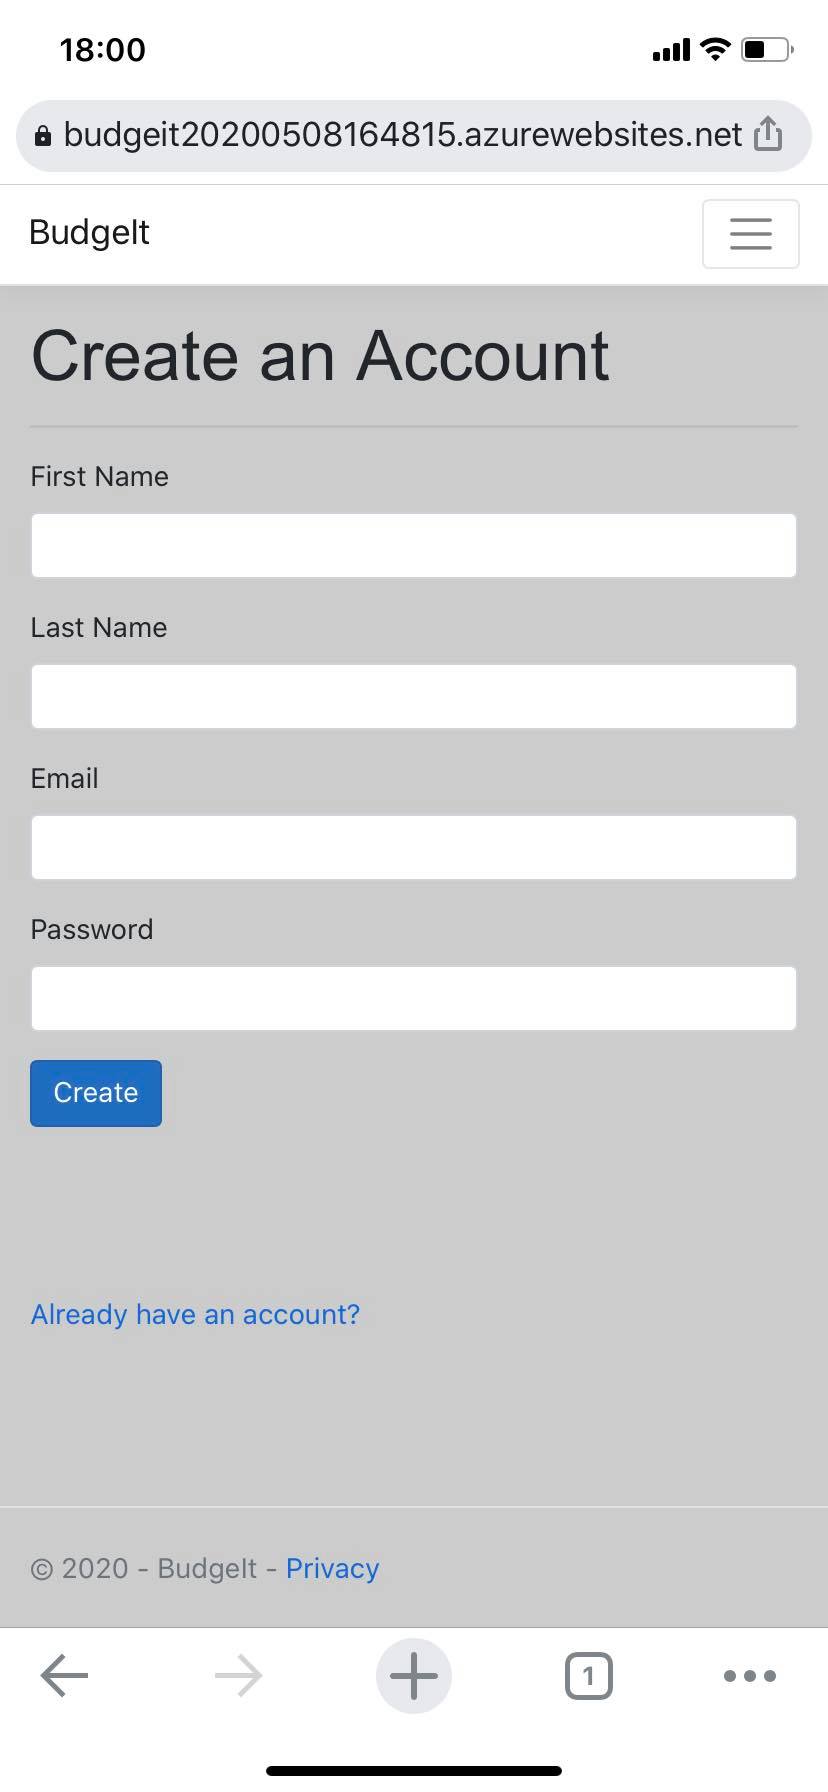 18:00
budgeit20200508164815.azurewebsites.net
BudgeIt
Create an Account
First Name
Last Name
Email
Password
Create
Already have an account?
© 2020 - BudgeIt - Privacy
1